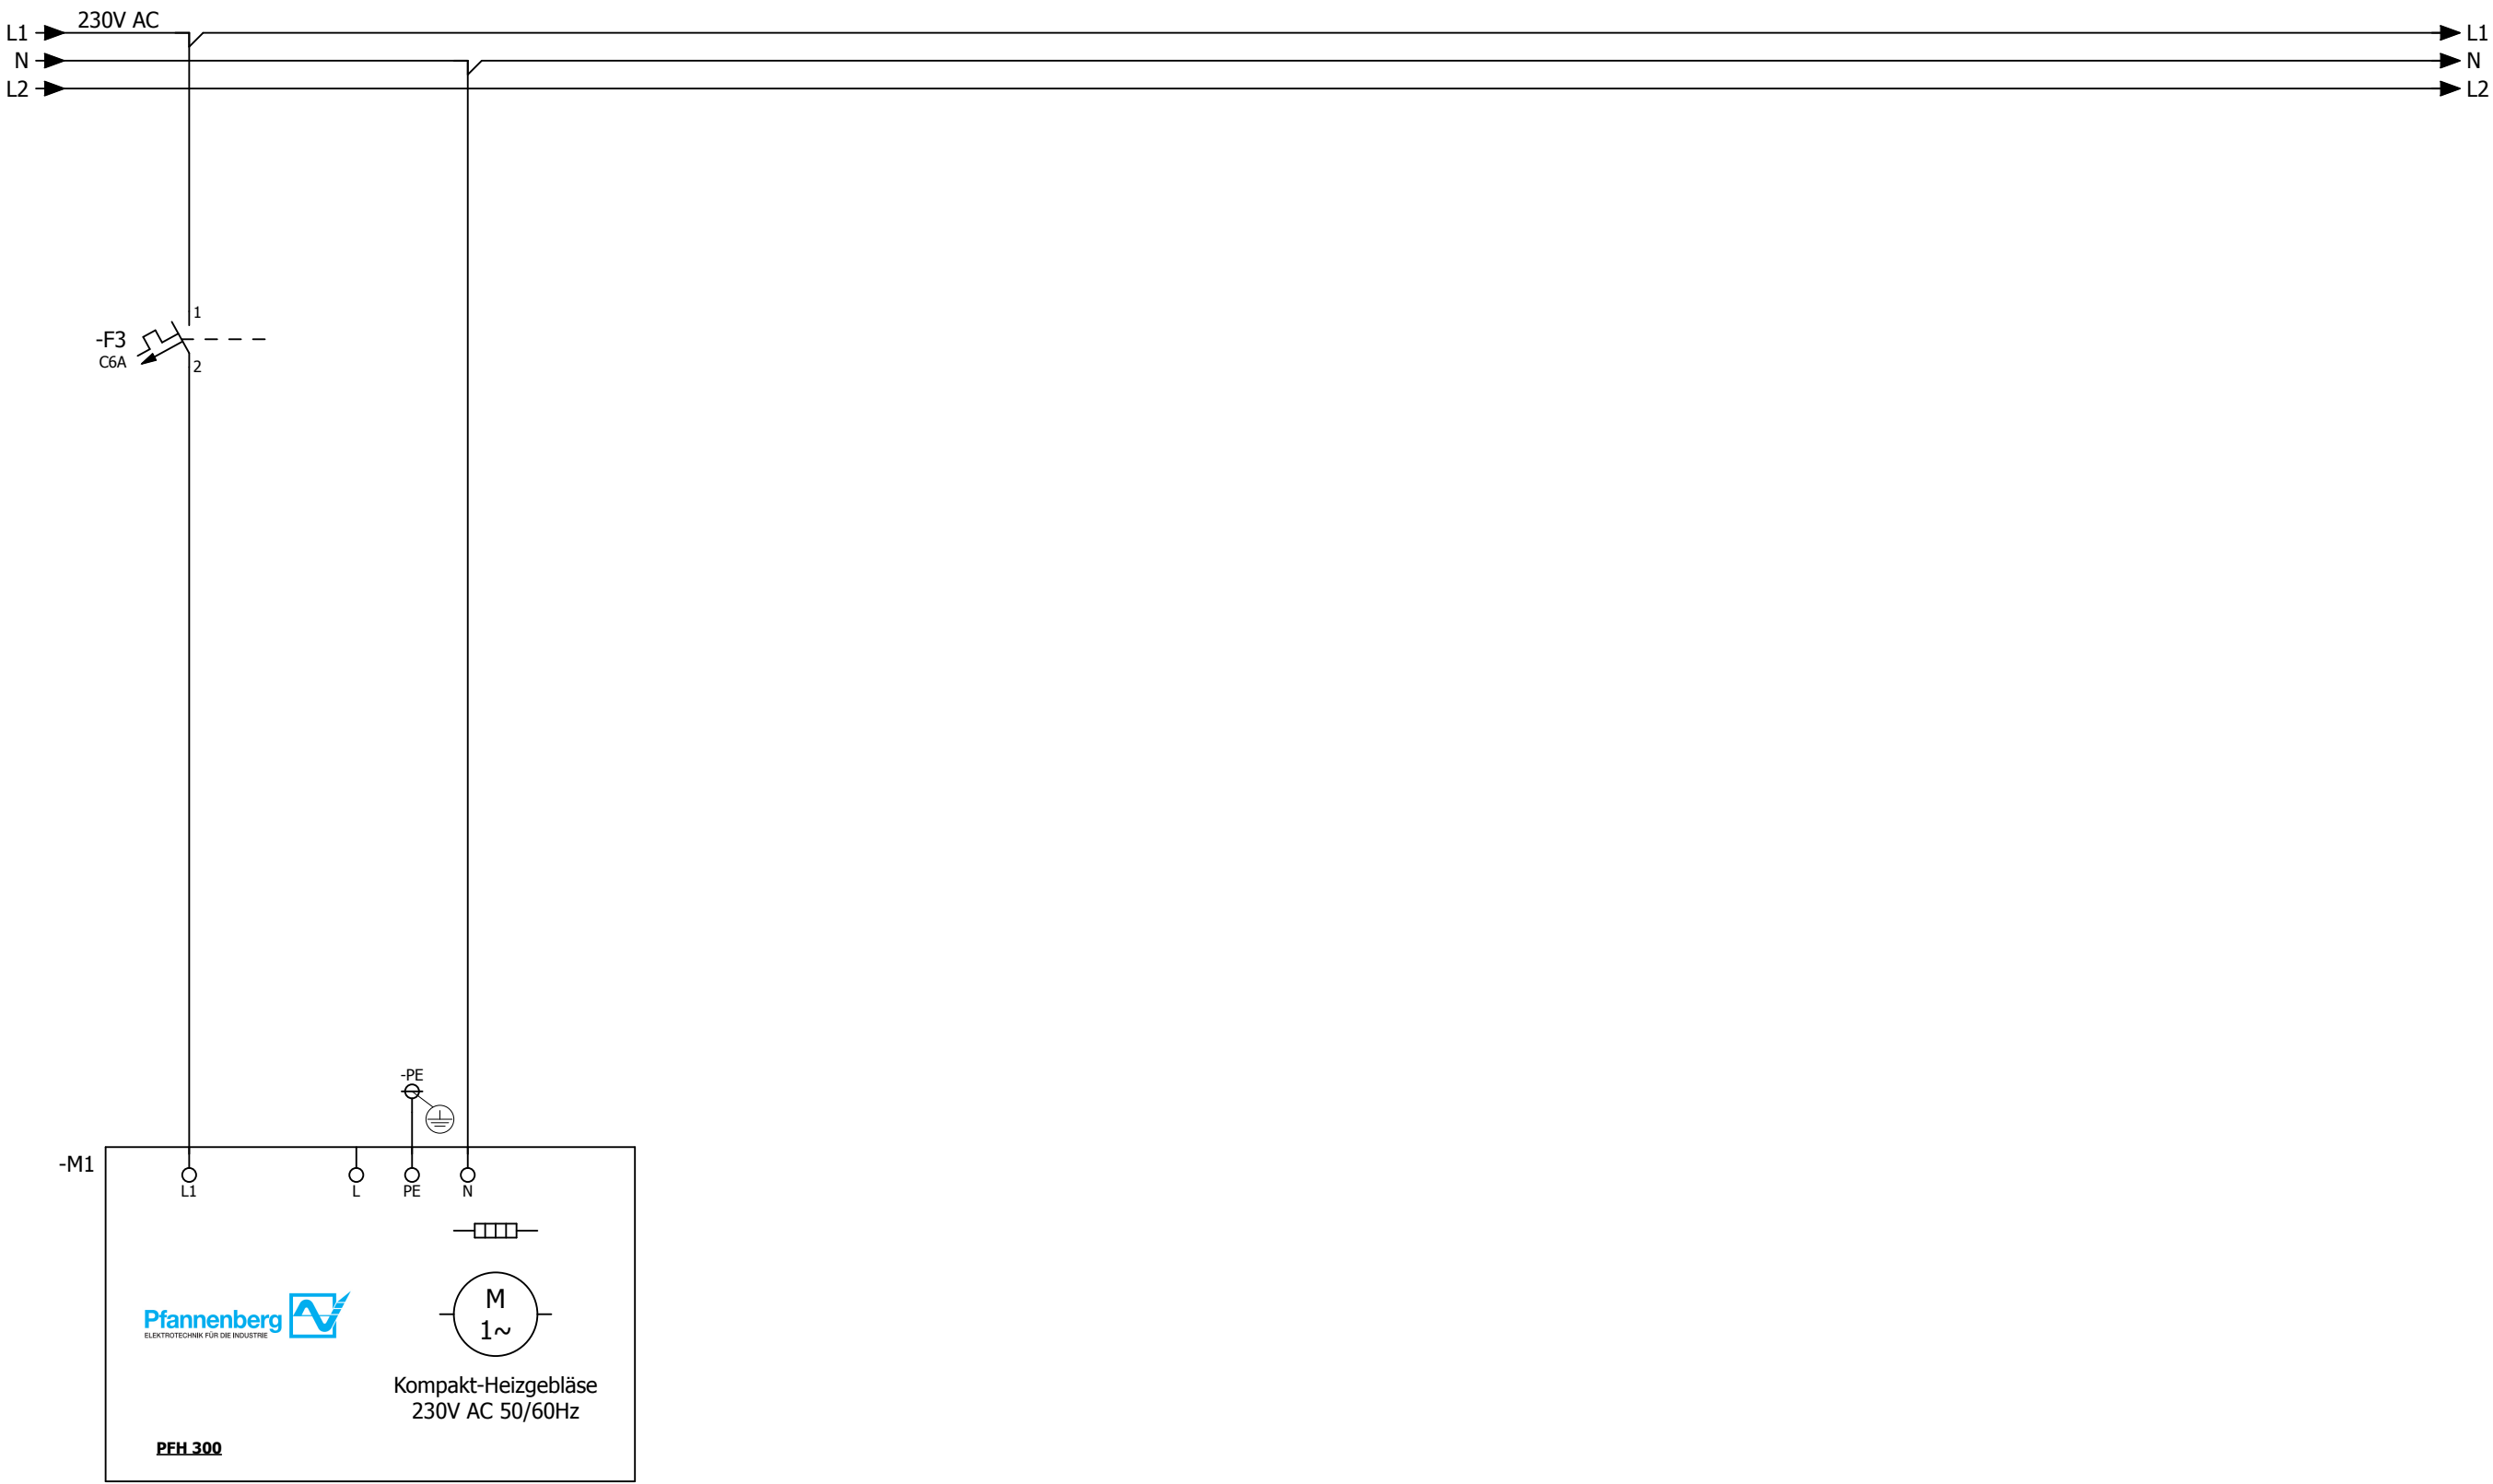 230V AC
L1
L1
N
N
L2
L2
1
-F3
C6A
2
-PE
-M1
L1
L
PE
N
M
1~
Pfannenberg
ELEKTROTECHNIK FÜR DIE INDUSTRIE
Kompakt-Heizgebläse
230V AC 50/60Hz
PFH 300